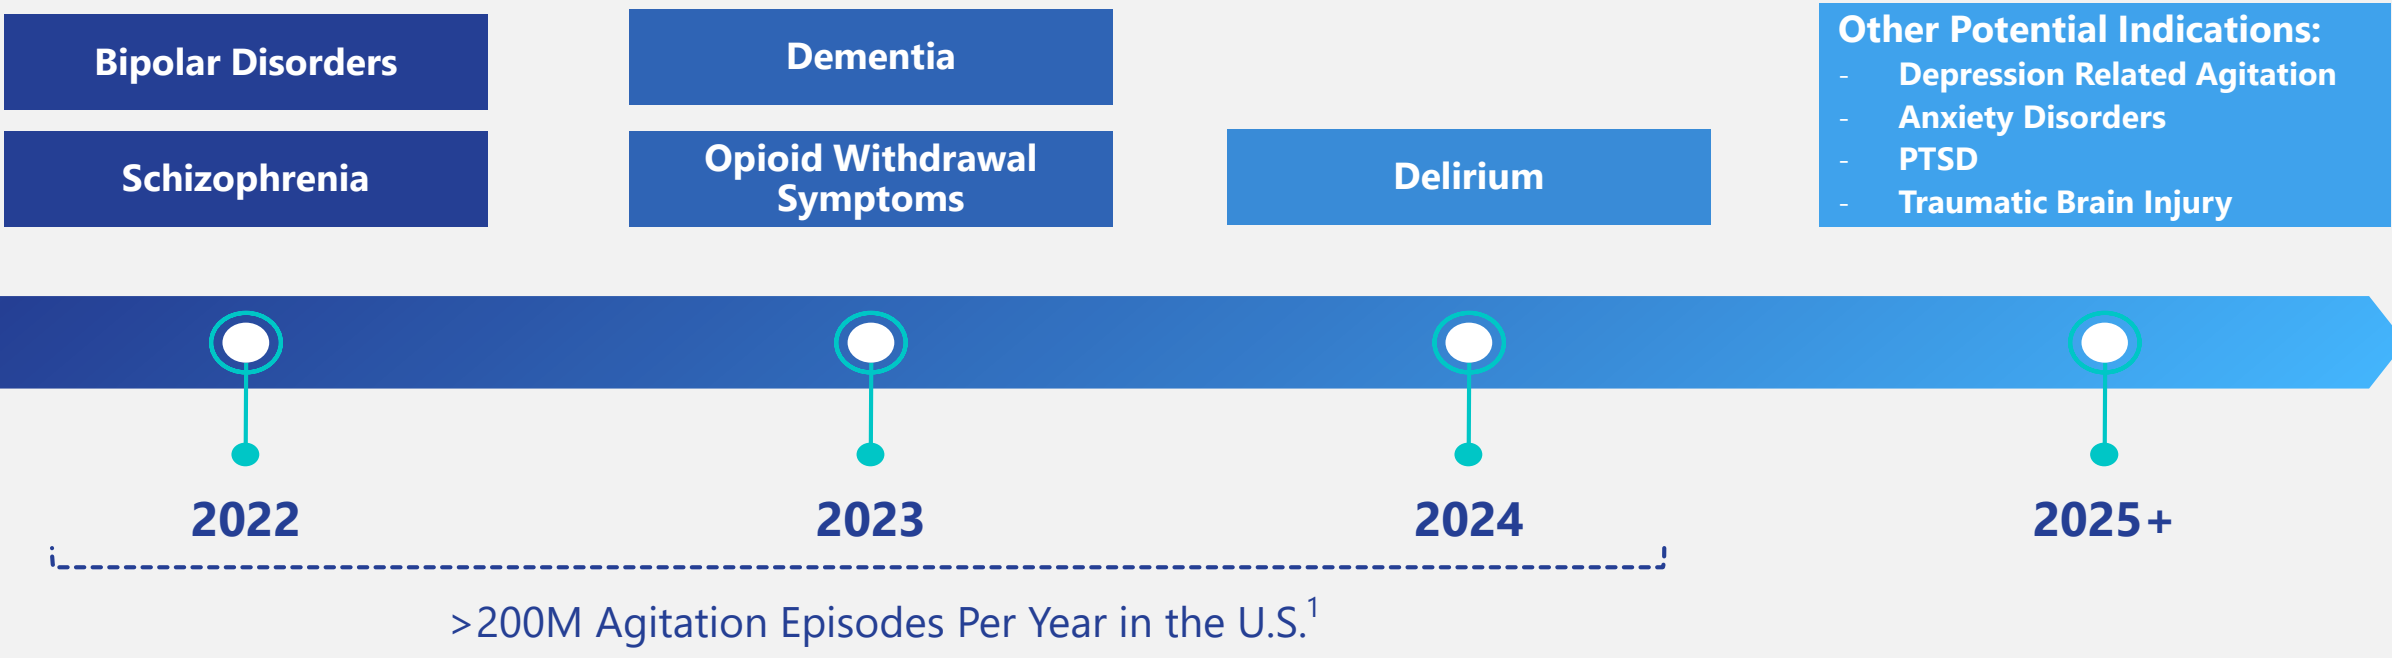 Bipolar Disorders
Schizophrenia
Dementia
Opioid Withdrawal
Symptoms
Delirium
Other Potential Indications:
- Depression Related Agitation
- Anxiety Disorders
- PTSD
- Traumatic Brain Injury
2022
2023
2024
2025+
>200M Agitation Episodes Per Year in the U.S.1